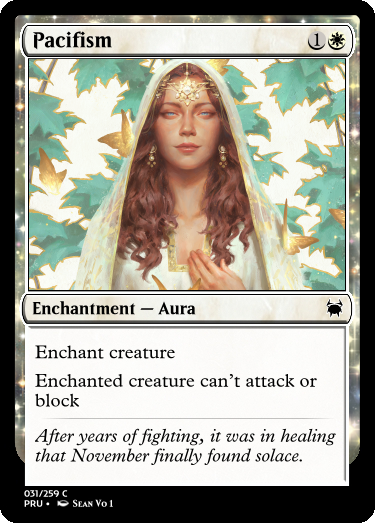 Pacifism 1
Enchantment — Aura
Enchant creature
Enchanted creature can't attack or
block
After years of fighting, it was in healing
that November finally found solace.
031/259 C
PRU • Sean Vo 1